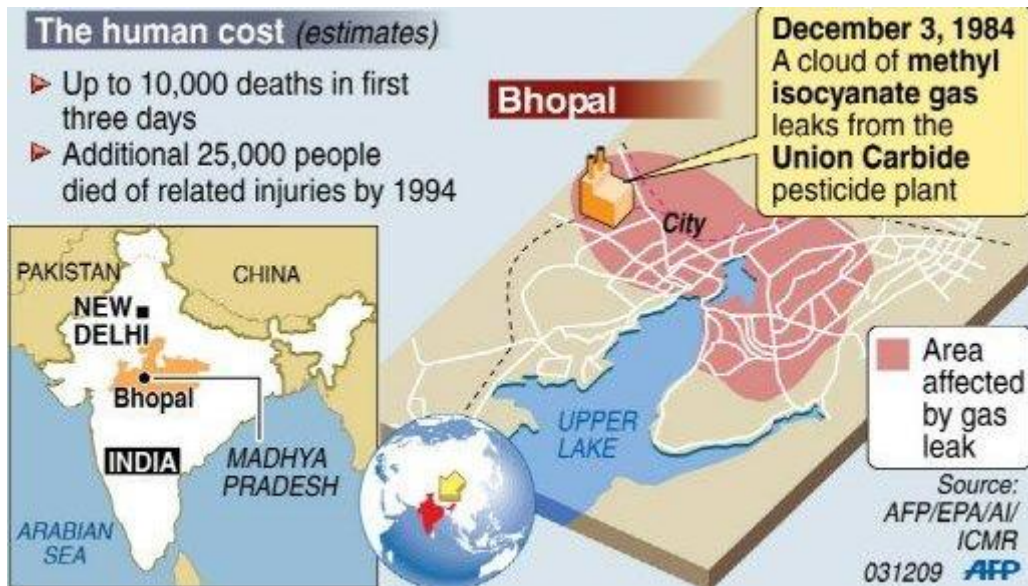 The human cost (estimates)
Up to 10,000 deaths in first
three days
Additional 25,000 people
died of related injuries by 1994
Bhopal
December 3, 1984
A cloud of methyl
isocyanate gas
leaks from the
Union Carbide
pesticide plant
City
UPPER
LAKE
Area
affected
by gas
leak
PAKISTAN
CHINA
NEW
DELHI
Bhopal
INDIA
MADHYA
PRADESH
ARABIAN
SEA
Source:
AFP/EPA/AI/
ICMR
031209 AFP